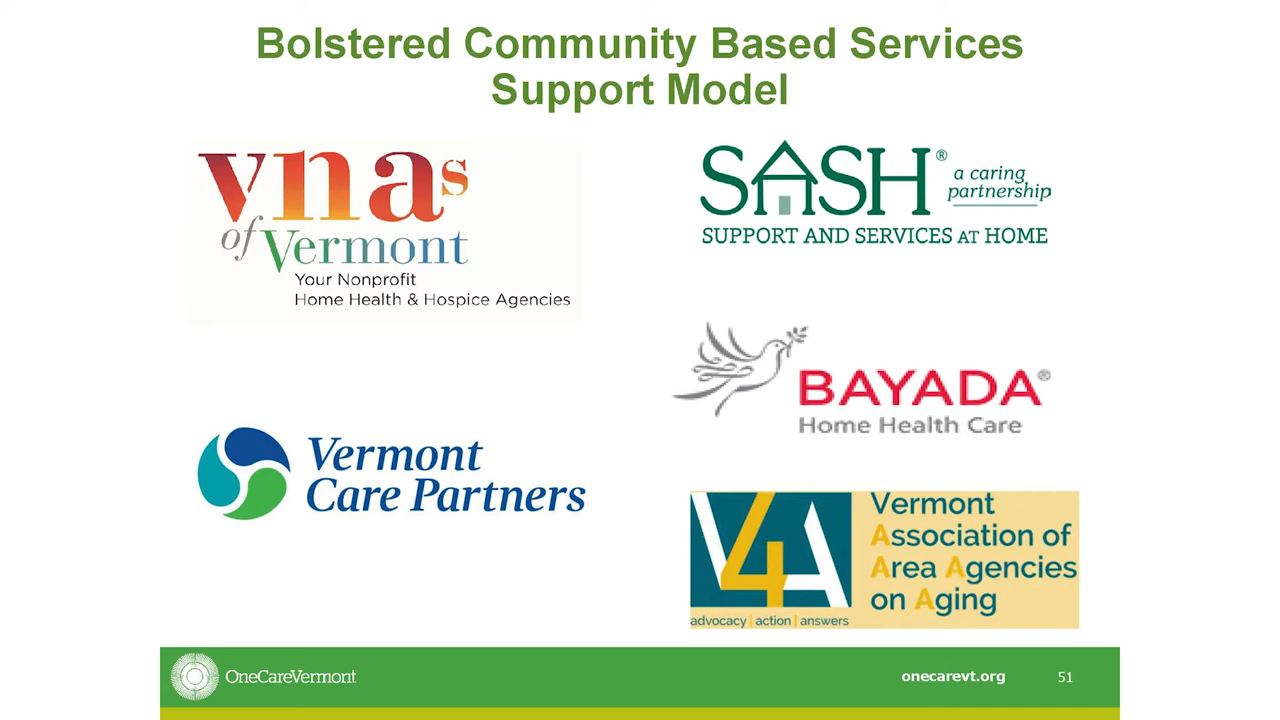 Bolstered Community Based Services
Support Model
vnas
of Vermont
Your Nonprofit
Home Health & Hospice Agencies
SASH® a caring
partnership
SUPPORT AND SERVICES AT HOME
BAYADA®
Home Health Care
Vermont
Care Partners
V4A
advocacy | action | answers
Vermont
Association of
Area Agencies
on Aging
OneCareVermont
onecarevt.org
51